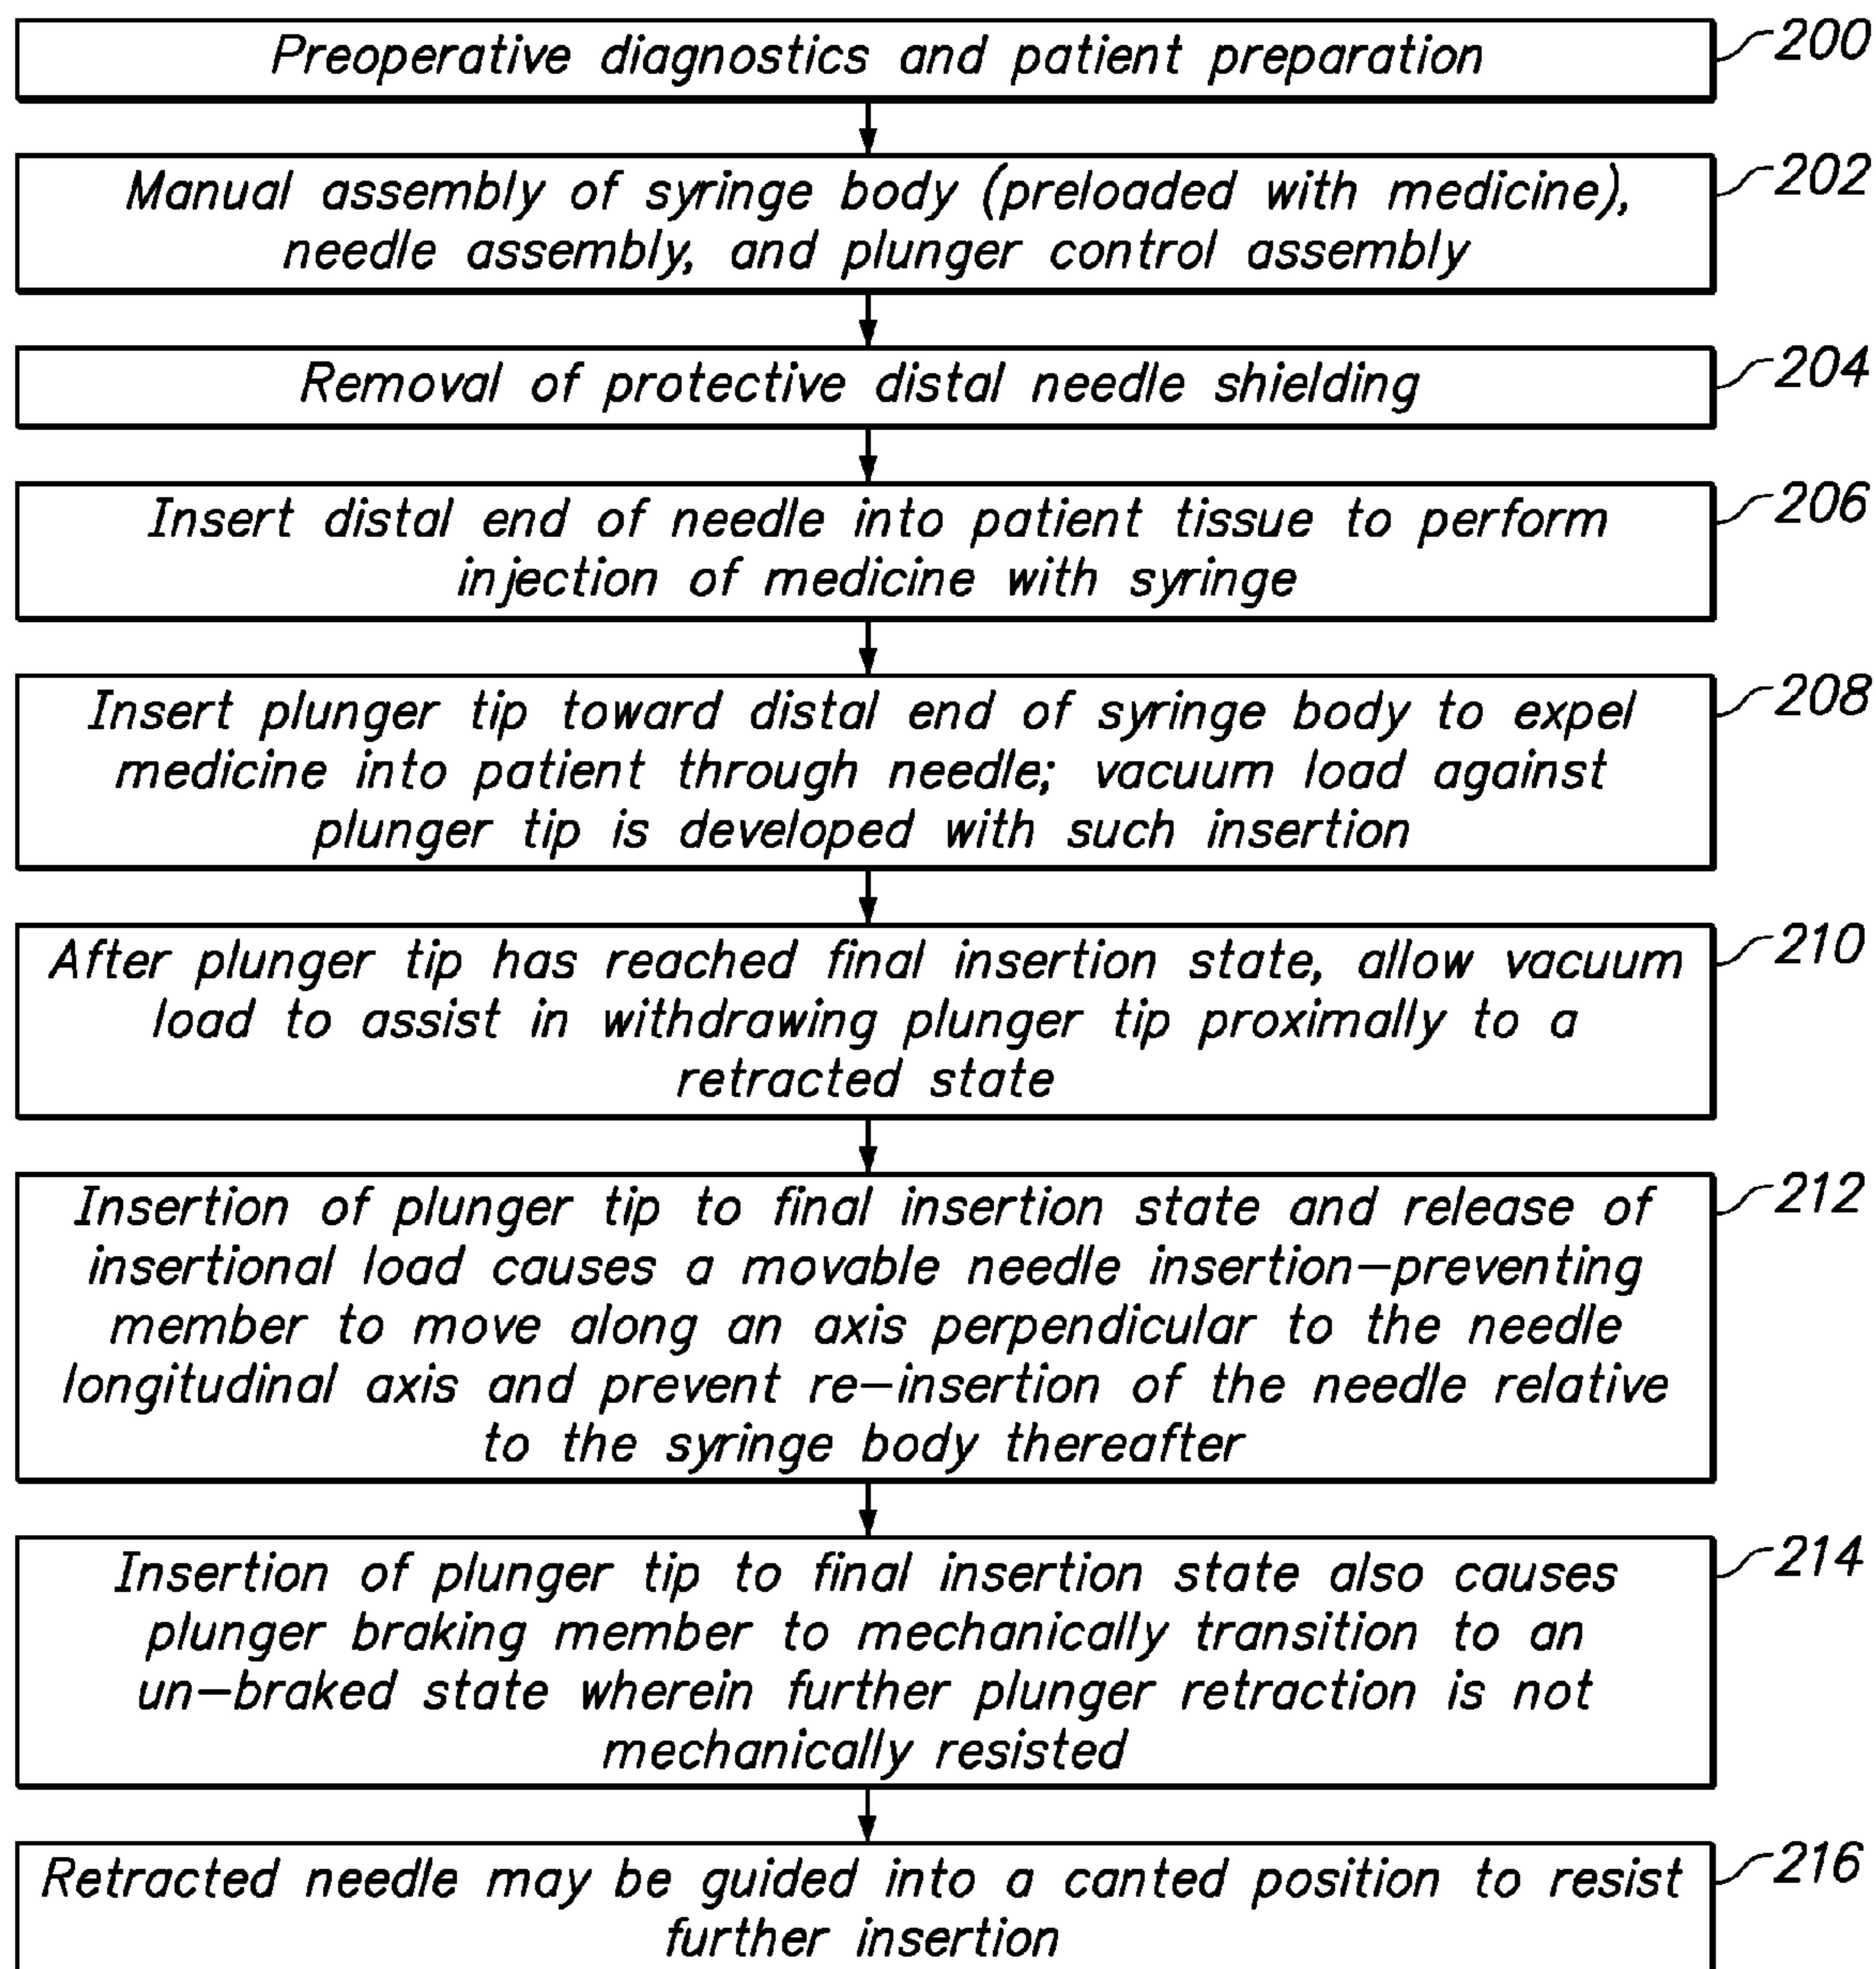 Preoperative diagnostics and patient preparation
200
Manual assembly of syringe body (preloaded with medicine),
needle assembly, and plunger control assembly
202
Removal of protective distal needle shielding
204
Insert distal end of needle into patient tissue to perform
injection of medicine with syringe
206
Insert plunger tip toward distal end of syringe body to expel
medicine into patient through needle; vacuum load against
plunger tip is developed with such insertion
208
After plunger tip has reached final insertion state, allow vacuum
load to assist in withdrawing plunger tip proximally to a
retracted state
210
Insertion of plunger tip to final insertion state and release of
insertional load causes a movable needle insertion-preventing
member to move along an axis perpendicular to the needle
longitudinal axis and prevent re-insertion of the needle relative
to the syringe body thereafter
212
Insertion of plunger tip to final insertion state also causes
plunger braking member to mechanically transition to an
un-braked state wherein further plunger retraction is not
mechanically resisted
214
Retracted needle may be guided into a canted position to resist
further insertion
216